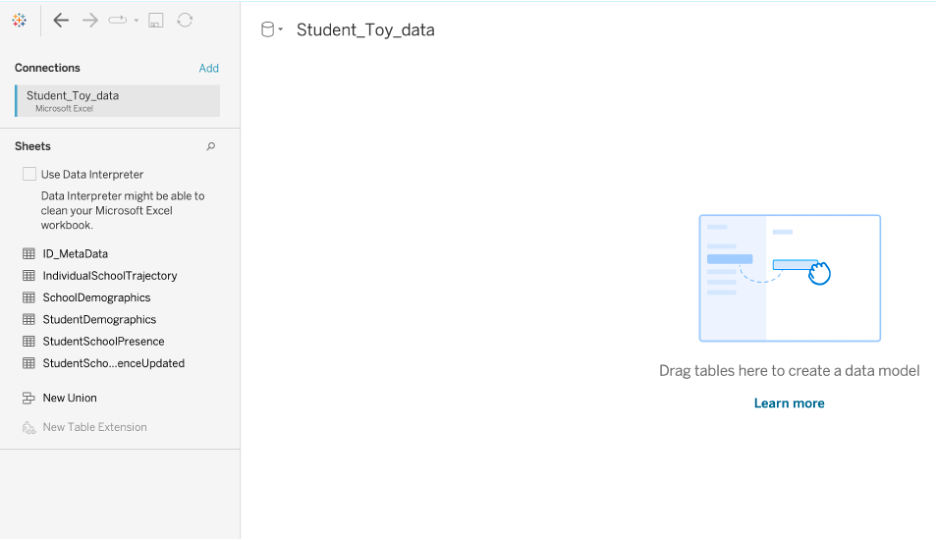 Student_Toy_data
Connections
Add
Student_Toy_data
Microsoft Excel
Sheets
Use Data Interpreter
Data Interpreter might be able to
clean your Microsoft Excel
workbook.
ID_MetaData
IndividualSchoolTrajectory
SchoolDemographics
StudentDemographics
StudentSchoolPresence
StudentScho...enceUpdated
New Union
New Table Extension
Drag tables here to create a data model
Learn more